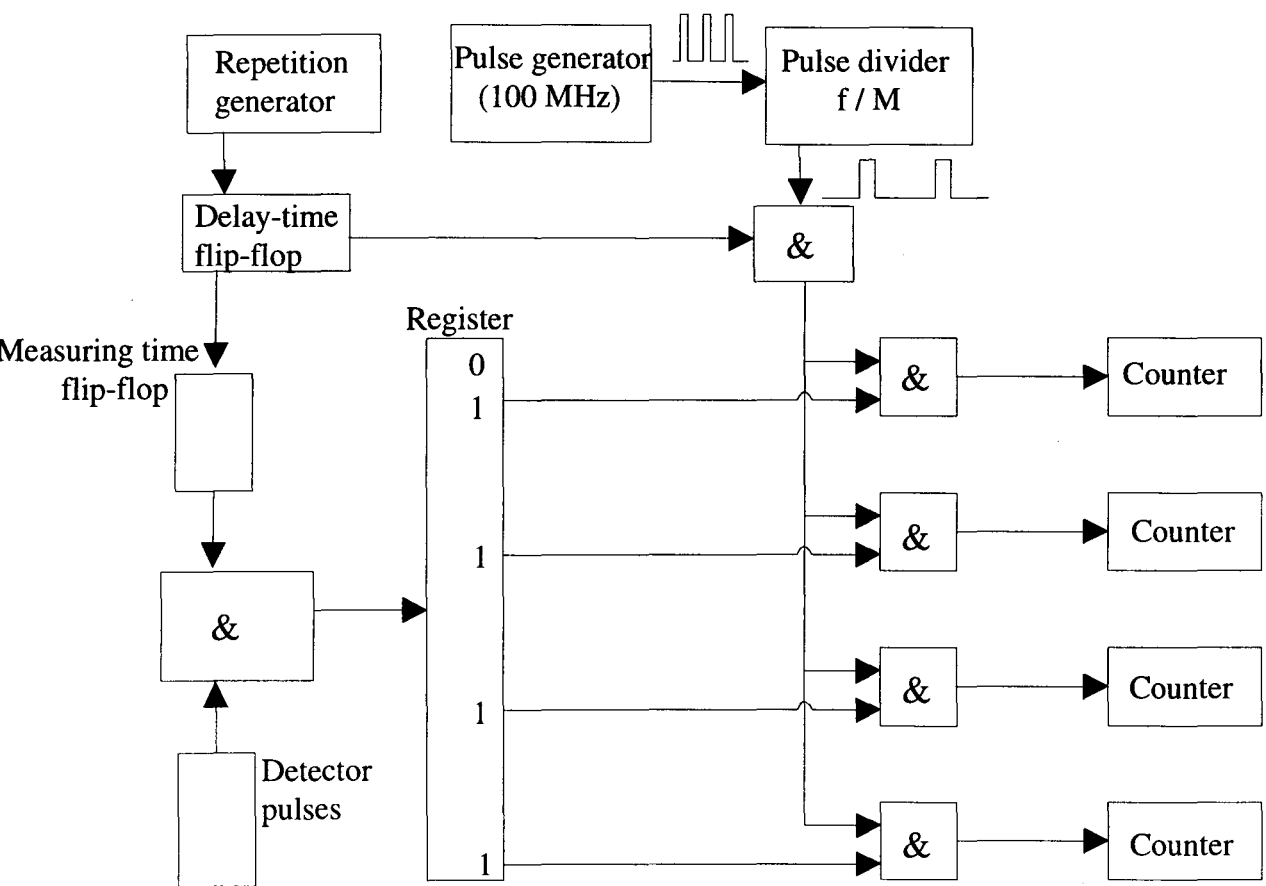 Repetition
generator
Pulse generator
(100 MHz)
Pulse divider
f / M
Delay-time
flip-flop
&
Measuring time
flip-flop
Register
0
1
&
Counter
1
&
Counter
&
1
&
Counter
Detector
pulses
1
&
Counter